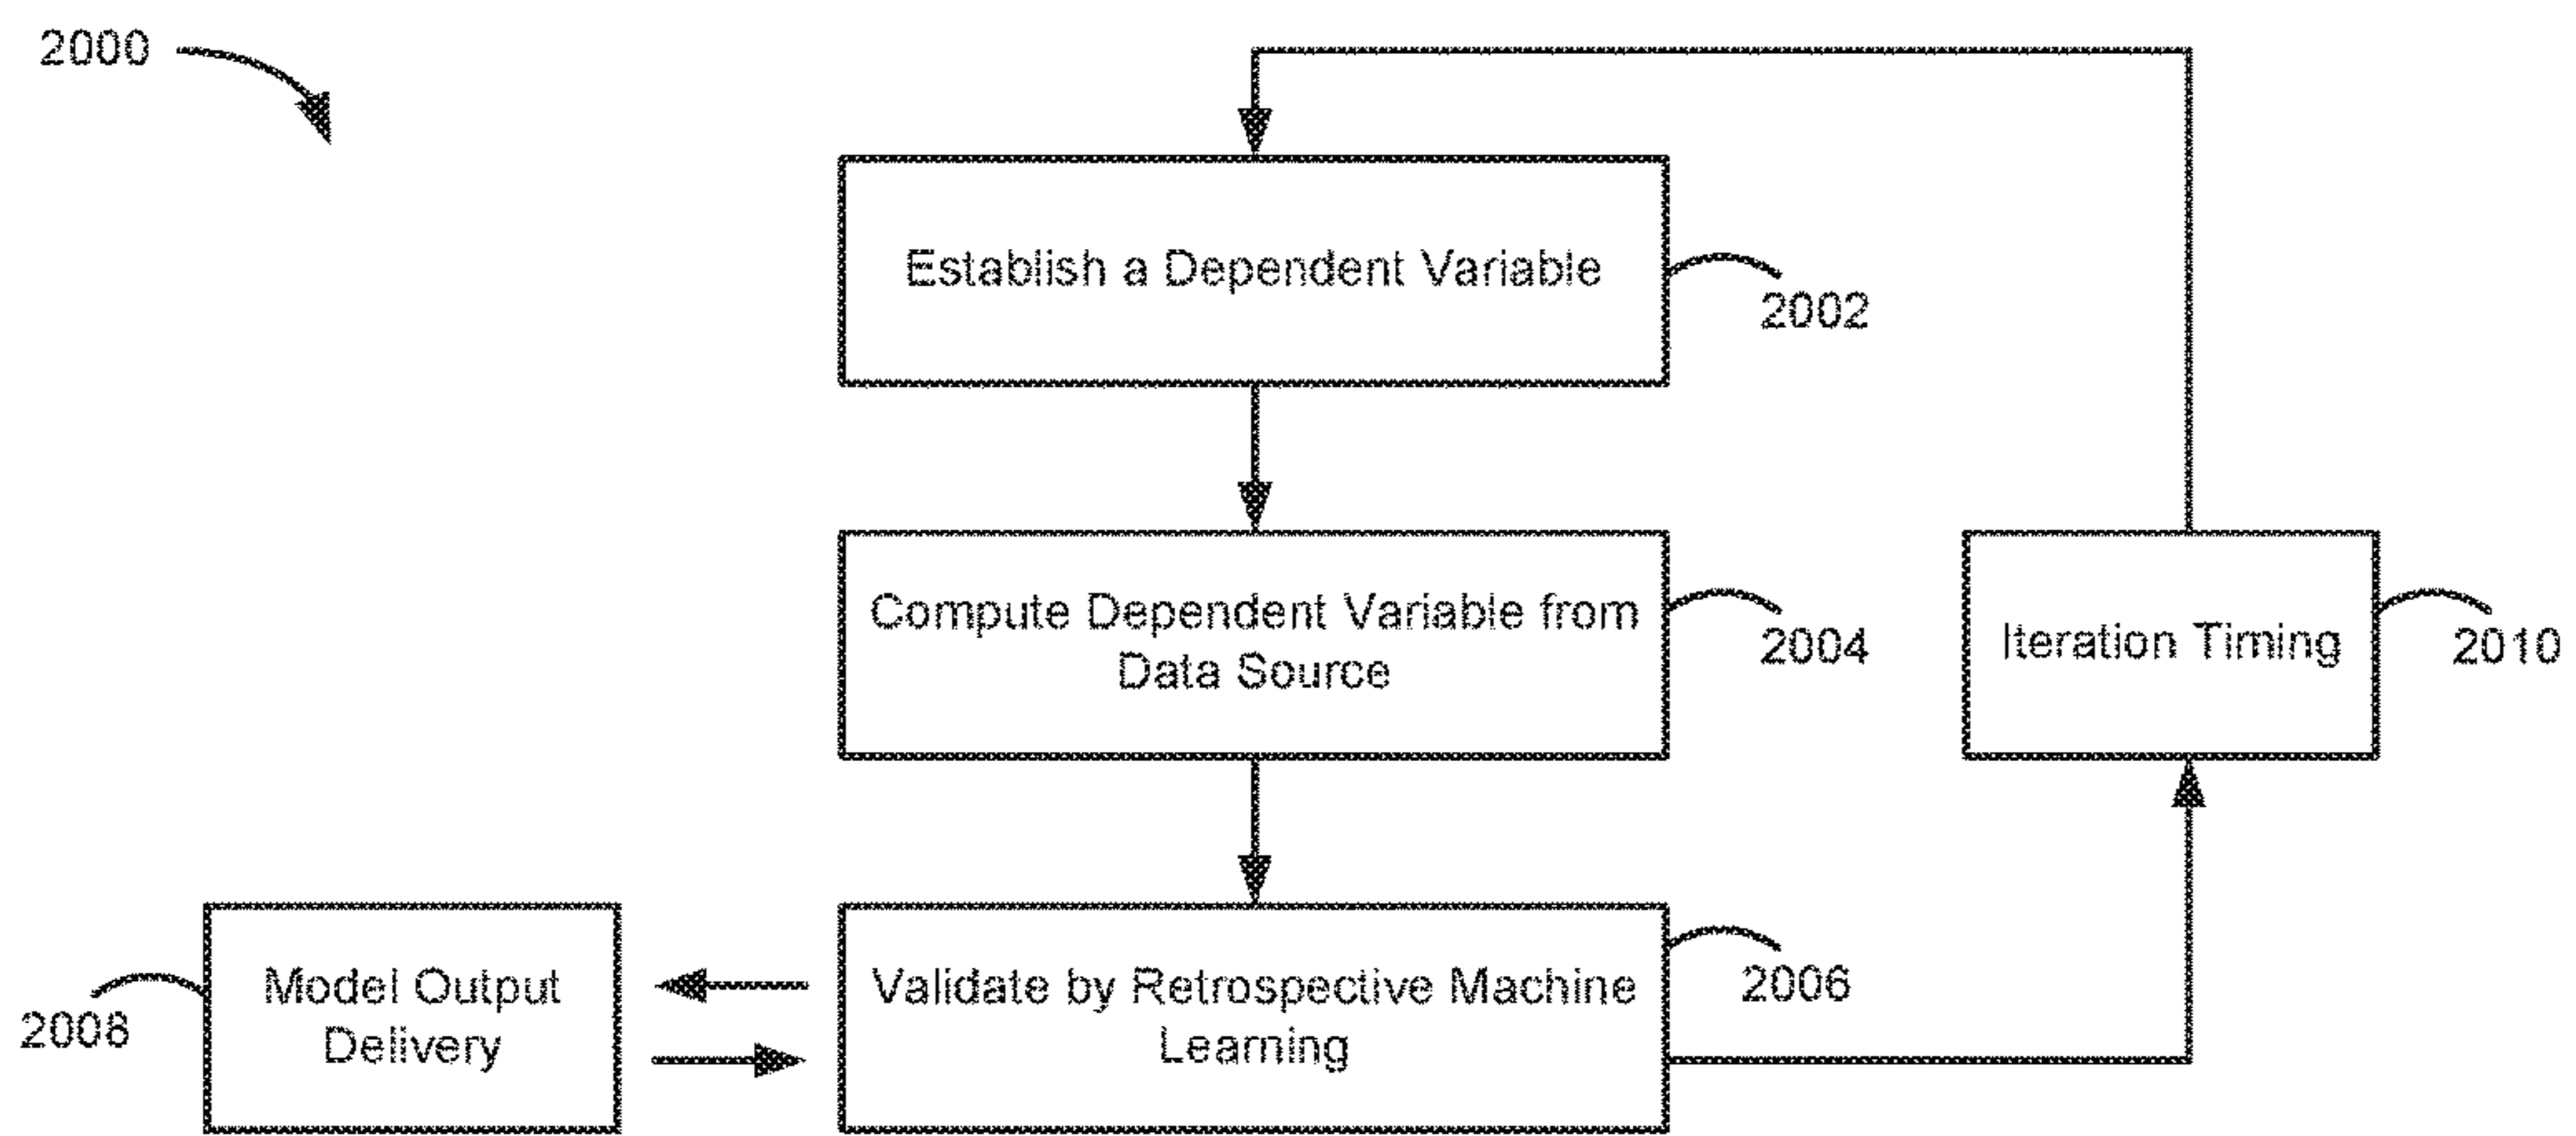 2000
Establish a Dependent Variable
2002
Compute Dependent Variable from
Data Source
2004
Iteration Timing
2010
Model Output
Delivery
2008
Validate by Retrospective Machine
Learning
2006